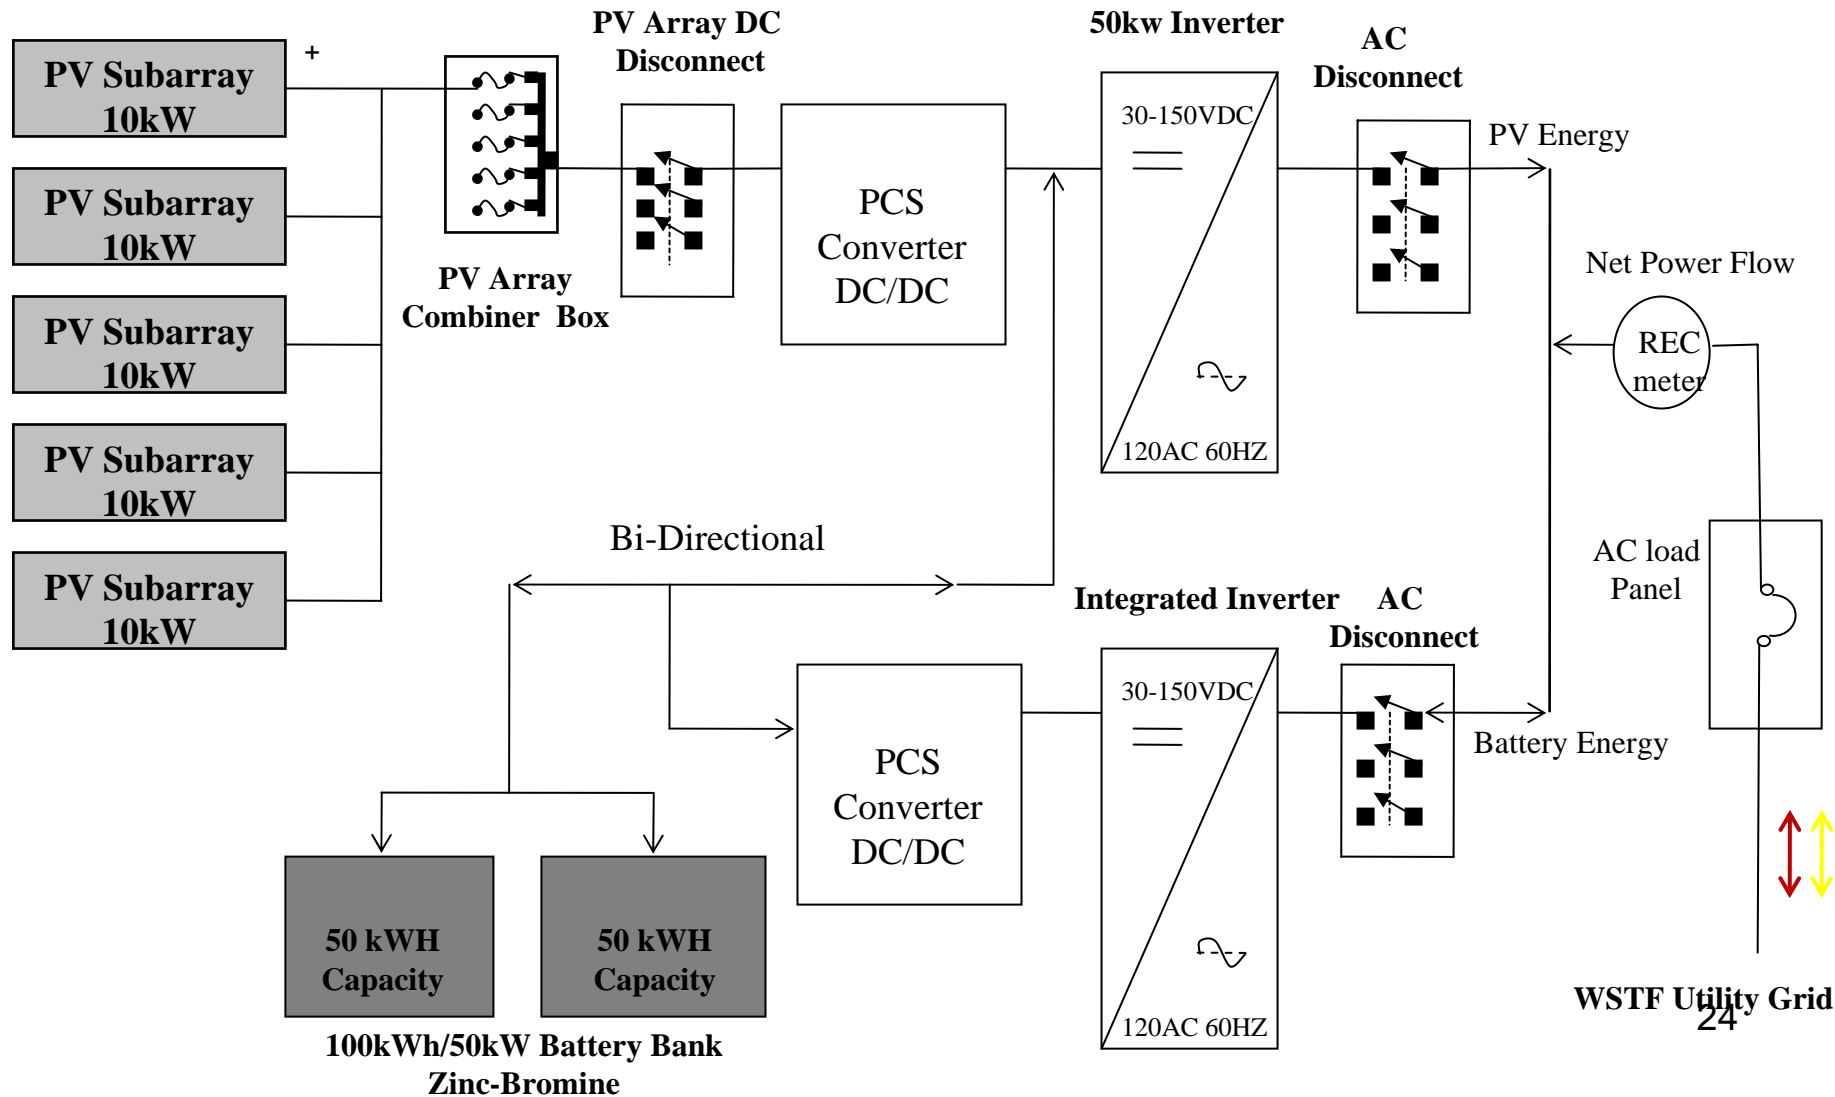 PV Subarray
10kW
PV Subarray
10kW
PV Subarray
10kW
PV Subarray
10kW
PV Subarray
10kW
+
PV Array
Combiner Box
PV Array DC
Disconnect
PCS
Converter
DC/DC
50kw Inverter
30-150VDC
120AC 60HZ
AC
Disconnect
PV Energy
Net Power Flow
REC
meter
AC load
Panel
Bi-Directional
Integrated Inverter
AC
Disconnect
30-150VDC
120AC 60HZ
Battery Energy
PCS
Converter
DC/DC
50 kWH
Capacity
50 kWH
Capacity
100kWh/50kW Battery Bank
Zinc-Bromine
WSTF Utility Grid
24